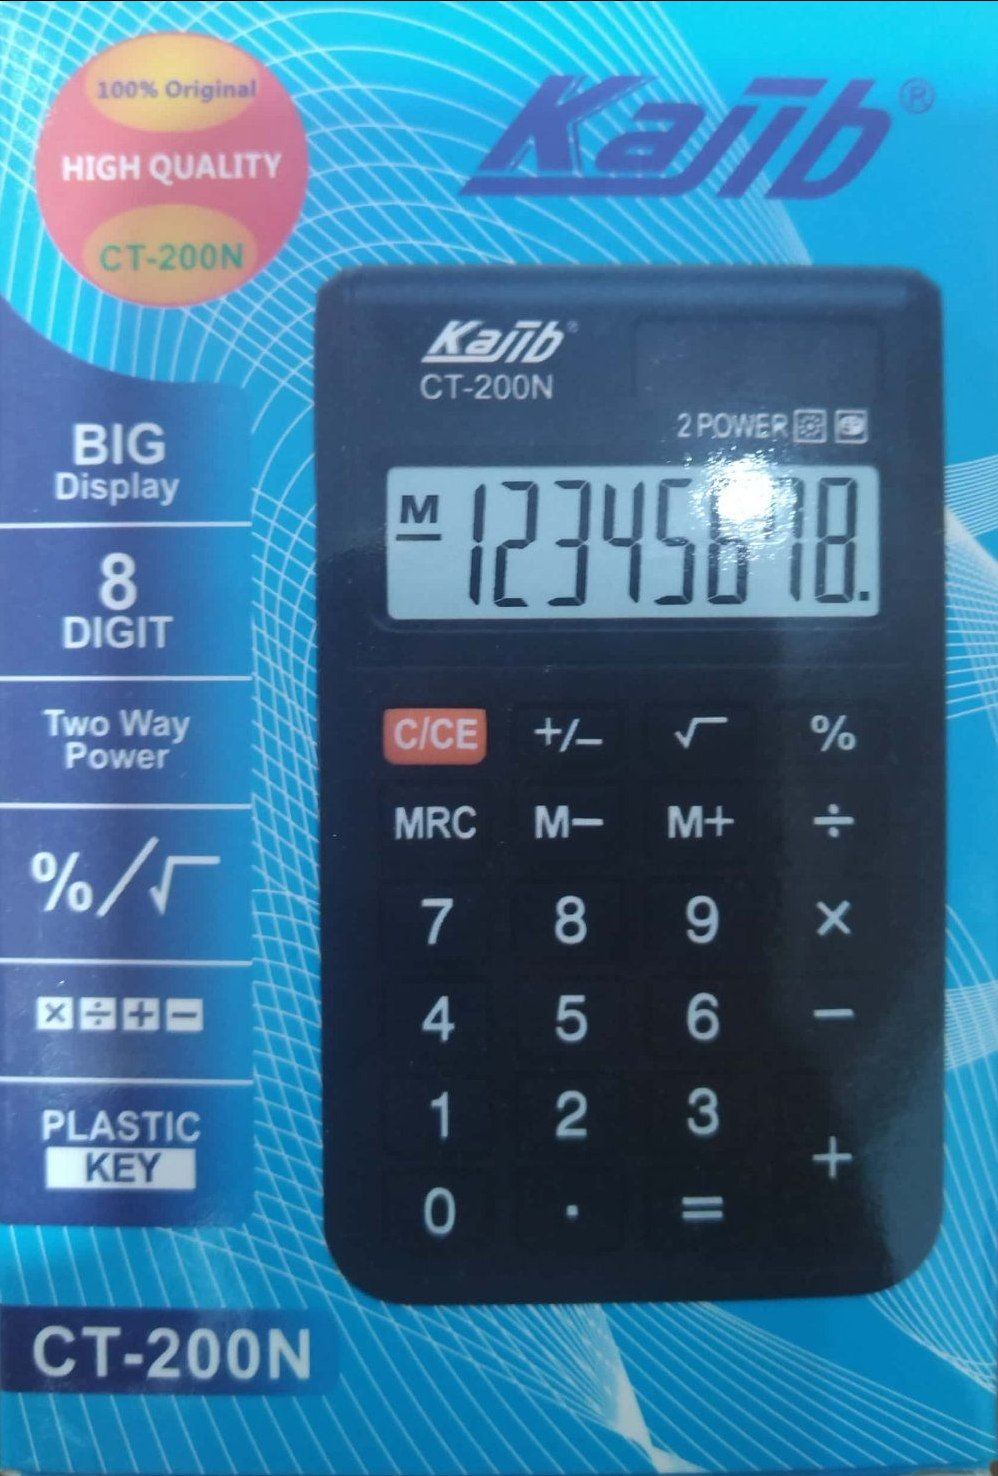 100% Original
HIGH QUALITY
CT-200N
Kajib®
BIG
Display
8
DIGIT
Two Way
Power
%/√
× ÷ + −
PLASTIC
KEY
CT-200N
Kajib®
CT-200N
2 POWER
M
−12345678.
C/CE +/− √ %
MRC M− M+ ÷
7 8 9 ×
4 5 6 −
1 2 3
+
0 . =